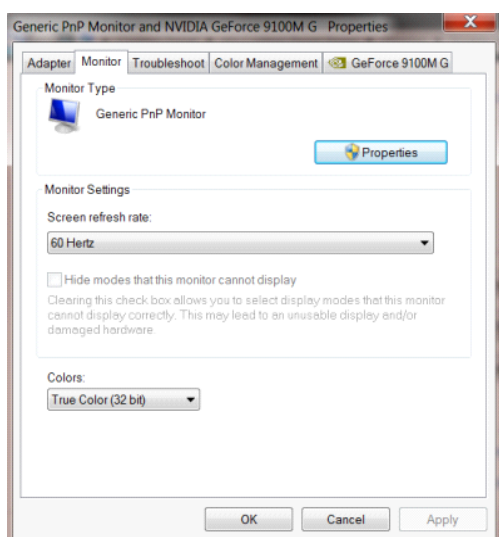 Generic PnP Monitor and NVIDIA GeForce 9100M G Properties
Adapter Monitor Troubleshoot Color Management GeForce 9100M G
Monitor Type
Generic PnP Monitor
Properties
Monitor Settings
Screen refresh rate:
60 Hertz
Hide modes that this monitor cannot display
Clearing this check box allows you to select display modes that this monitor
cannot display correctly. This may lead to an unusable display and/or
damaged hardware.
Colors:
True Color (32 bit)
OK Cancel Apply